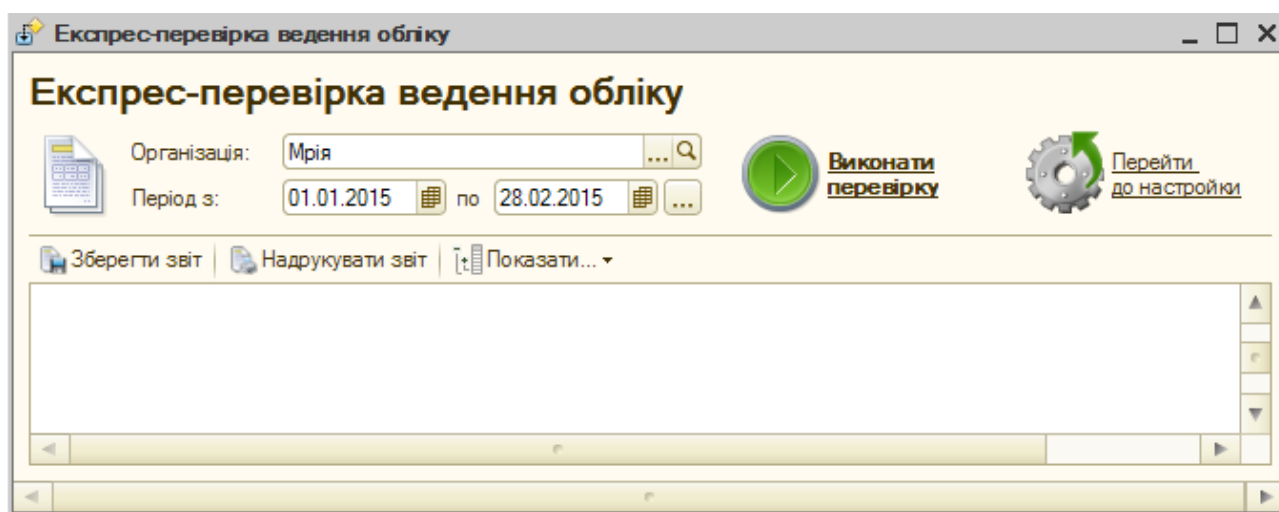 Експрес-перевірка ведення обліку
Експрес-перевірка ведення обліку
Організація: Мрія ... Виконати перевірку Перейти до настройки
Період з: 01.01.2015 по 28.02.2015 ...
Зберегти звіт Надрукувати звіт Показати...